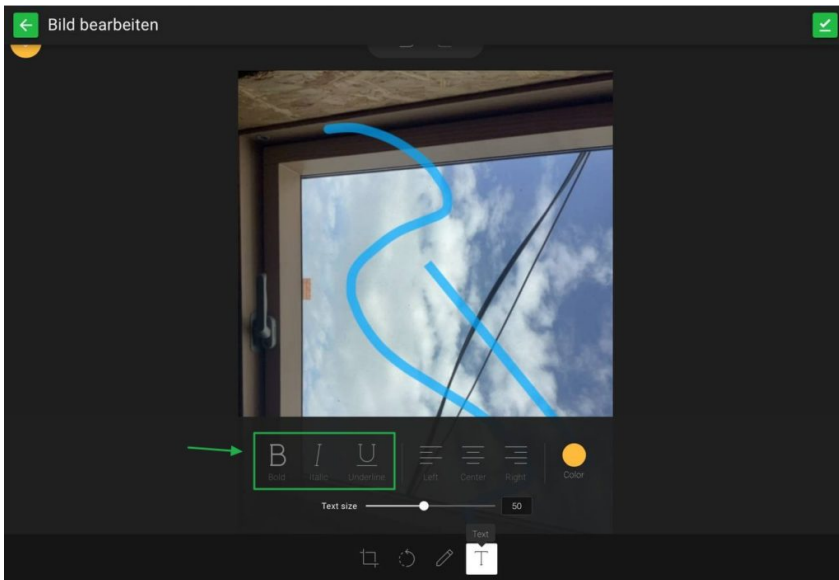 Bild bearbeiten
Bold Italic Underline Left Center Right Color
Text size 50
Text